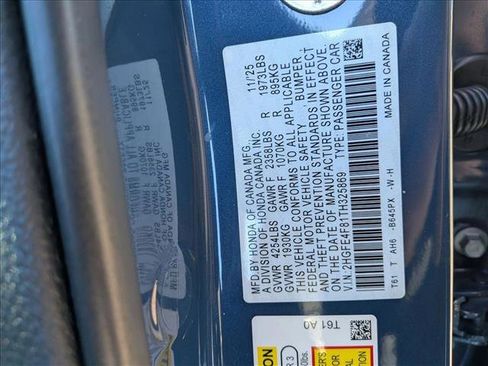 MFD.BY HONDA OF CANADA MFG. 11/25
A DIVISION OF HONDA CANADA INC.
GVWR 4254LBS GAWR F 2358LBS R 1973LBS
GVWR 1930KG GAWR F 1070KG R 895KG
THIS VEHICLE CONFORMS TO ALL APPLICABLE
FEDERAL MOTOR VEHICLE SAFETY BUMPER,
AND THEFT PREVENTION STANDARDS IN EFFECT
ON THE DATE OF MANUFACTURE SHOWN ABOVE.
V.I.N. 2HGFE4F81TH325869 TYPE: PASSENGER CAR
MADE IN CANADA
T61 T AH6 -B645PX -W-H
T61 A0